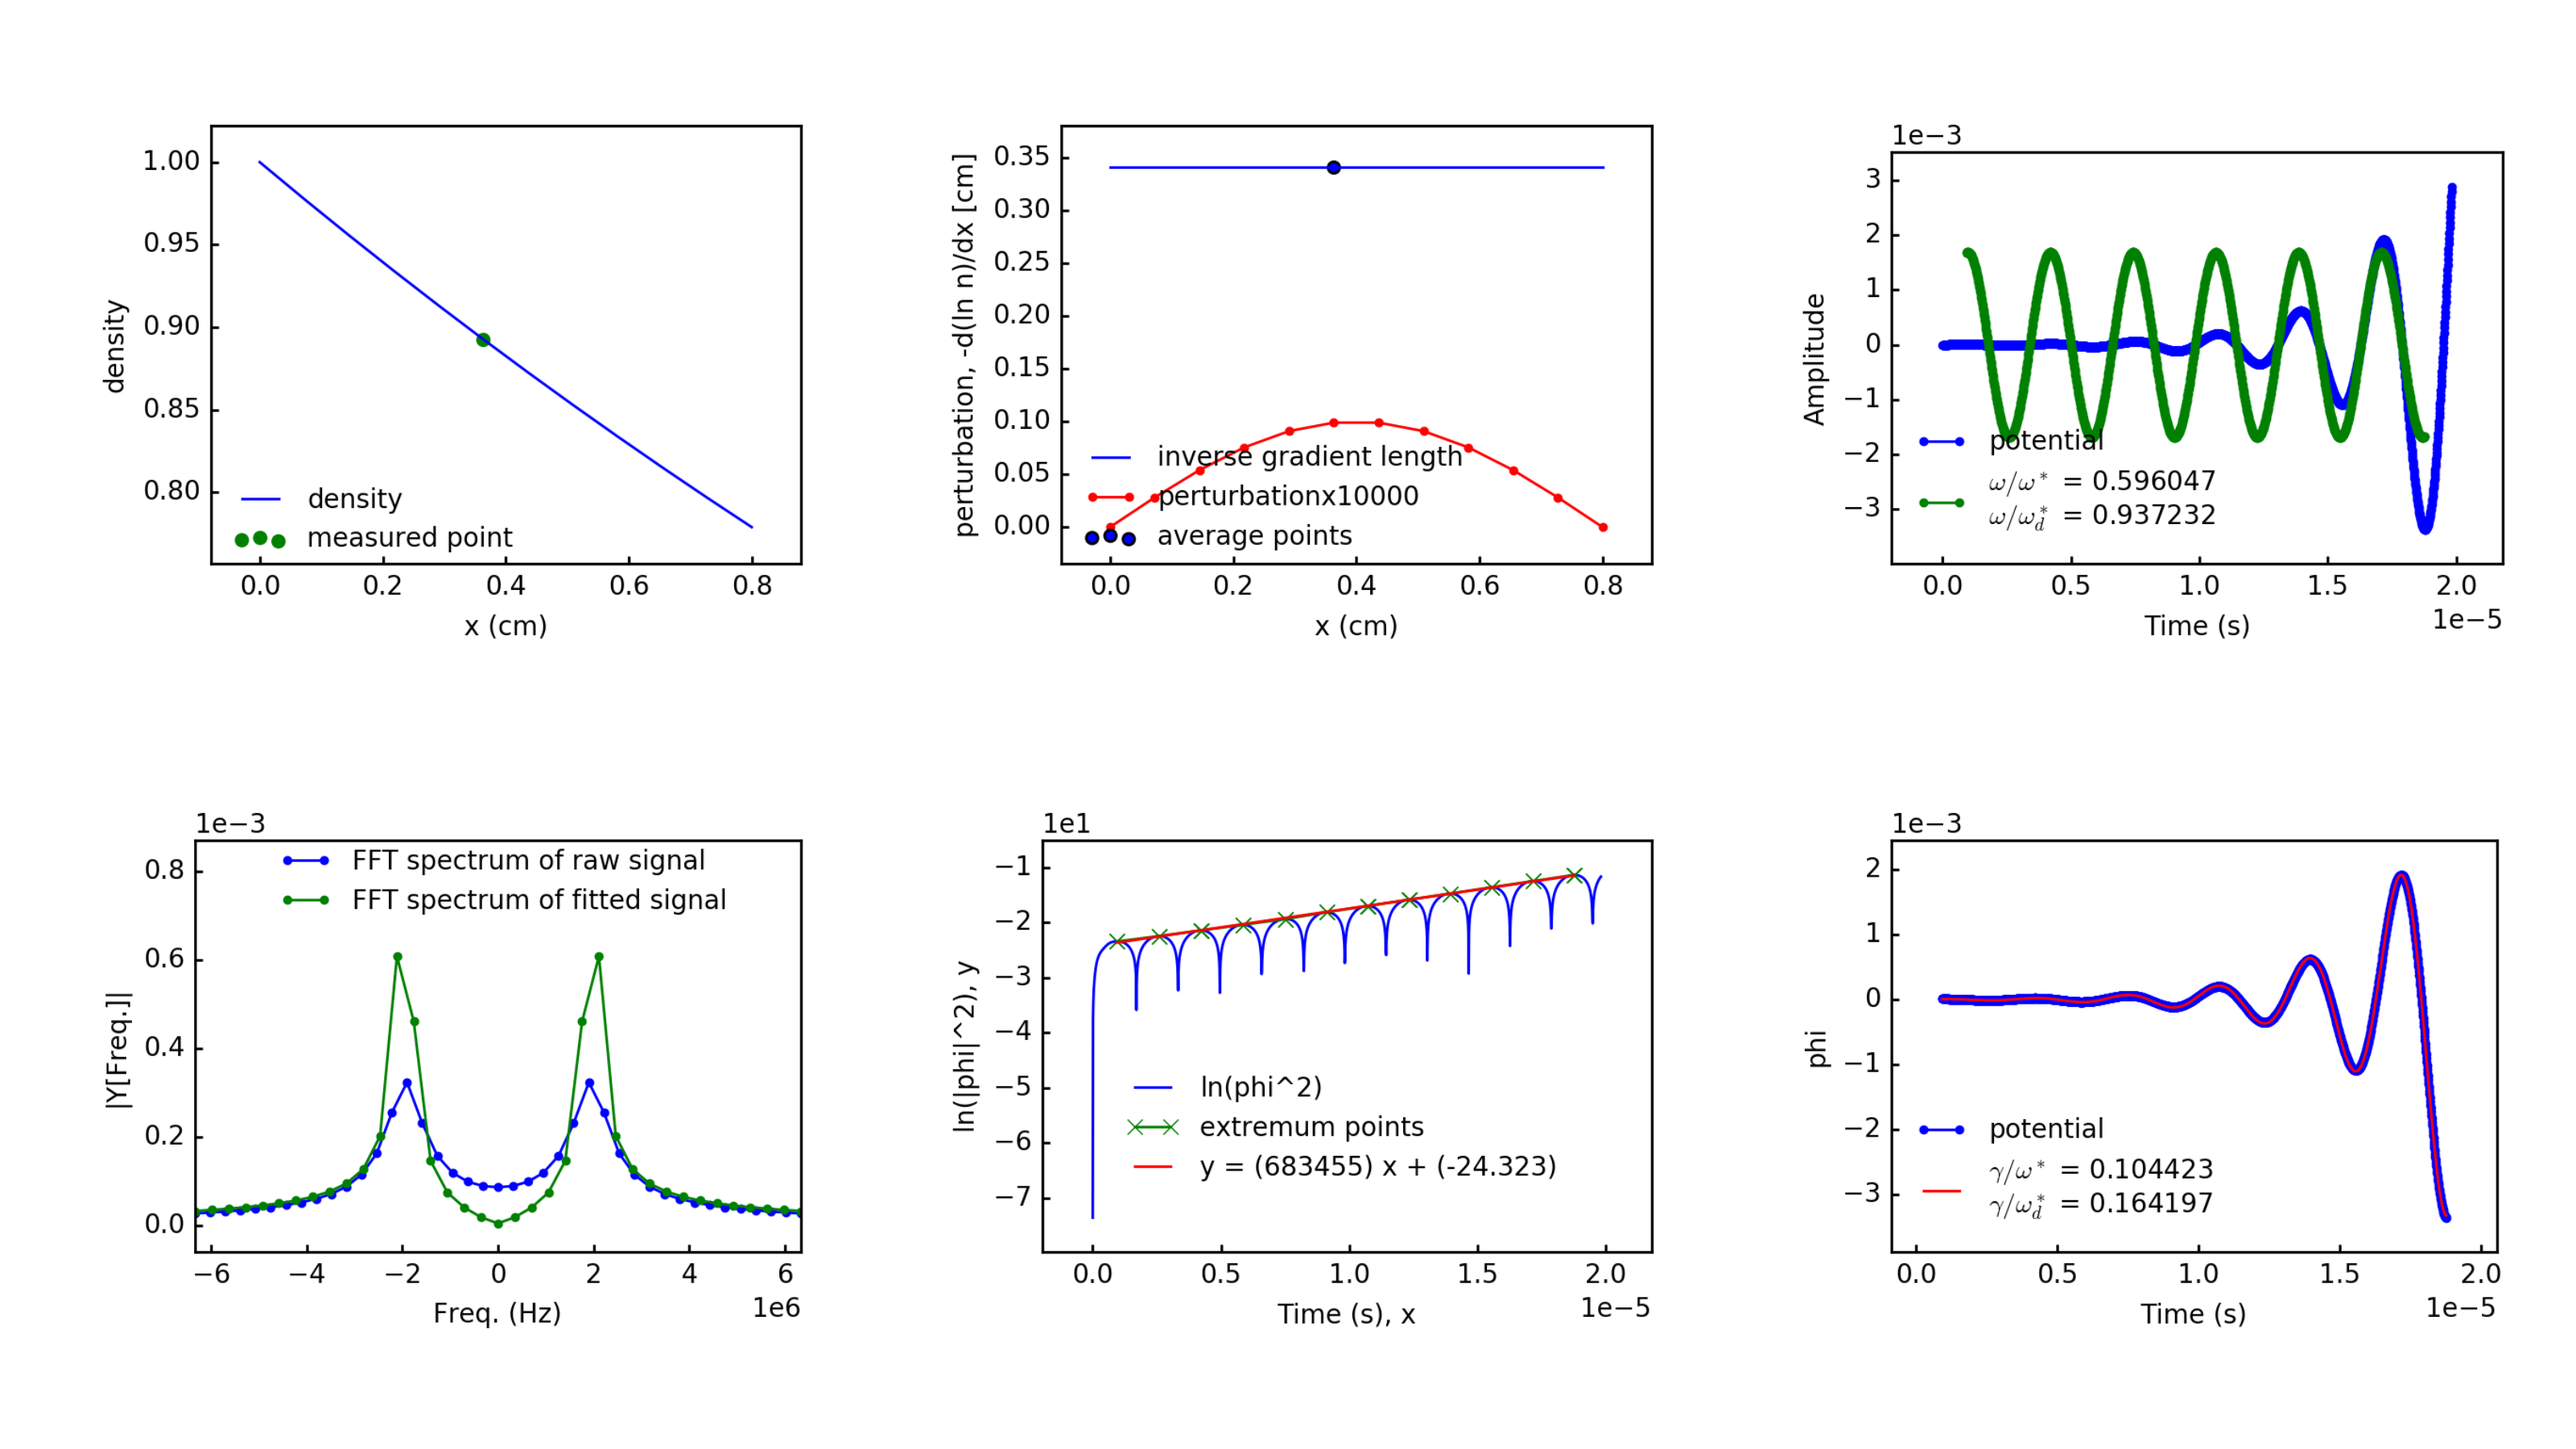 1.00
0.95
0.90
0.85
0.80
density
density
measured point
0.0 0.2 0.4 0.6 0.8
x (cm)
0.35
0.30
0.25
0.20
0.15
0.10
0.05
0.00
perturbation, -d(ln n)/dx [cm]
inverse gradient length
perturbationx10000
average points
0.0 0.2 0.4 0.6 0.8
x (cm)
1e−3
3
2
1
0
−1
−2
−3
Amplitude
potential
ω/ω* = 0.596047
ω/ω*d = 0.937232
0.0 0.5 1.0 1.5 2.0
1e−5
Time (s)
1e−3
0.8
0.6
0.4
0.2
0.0
|Y[Freq.]|
FFT spectrum of raw signal
FFT spectrum of fitted signal
−6 −4 −2 0 2 4 6
1e6
Freq. (Hz)
1e1
−1
−2
−3
−4
−5
−6
−7
ln(|phi|^2), y
ln(phi^2)
extremum points
y = (683455) x + (-24.323)
0.0 0.5 1.0 1.5 2.0
1e−5
Time (s), x
1e−3
2
1
0
−1
−2
−3
phi
potential
γ/ω* = 0.104423
γ/ω*d = 0.164197
0.0 0.5 1.0 1.5 2.0
1e−5
Time (s)